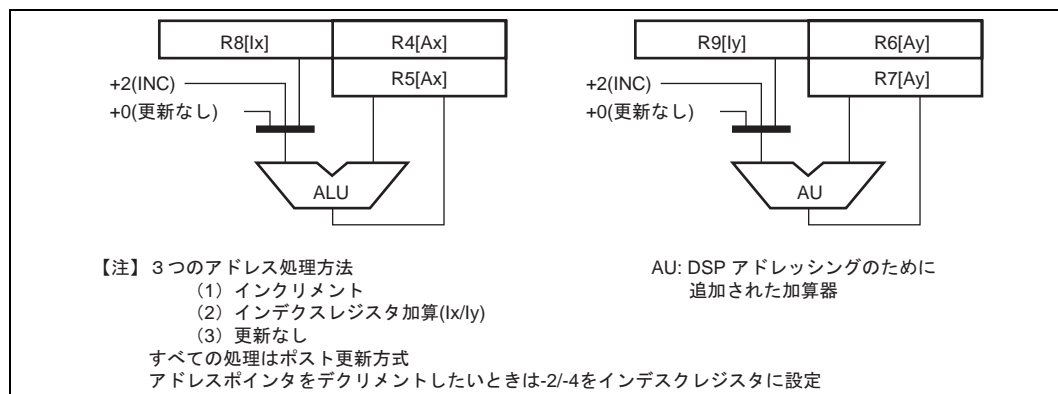 R8[Ix]
R4[Ax]
R5[Ax]
+2(INC)
+0(更新なし)
ALU
R9[Iy]
R6[Ay]
R7[Ay]
+2(INC)
+0(更新なし)
AU
【注】3つのアドレス処理方法
(1)インクリメント
(2)インデクスレジスタ加算(Ix/Iy)
(3)更新なし
すべての処理はポスト更新方式
アドレスポインタをデクリメントしたいときは-2/-4をインデスクレジスタに設定
AU: DSP アドレッシングのために
追加された加算器